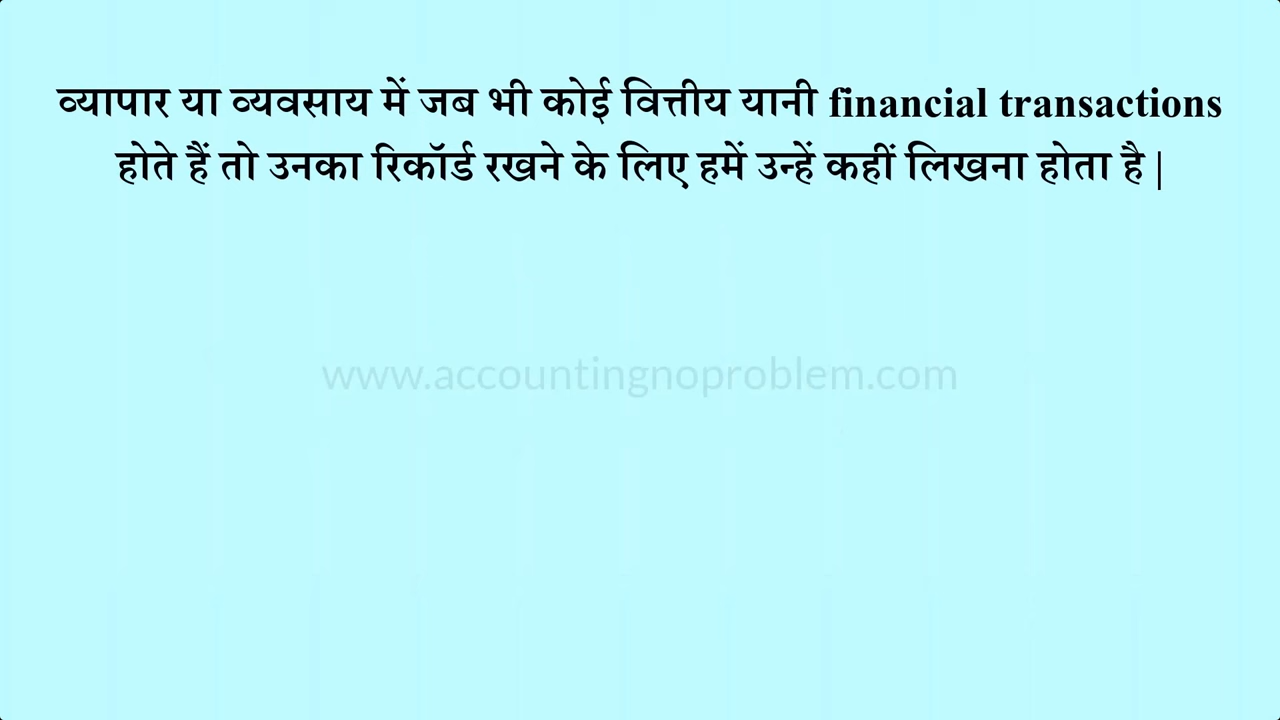 व्यापार या व्यवसाय में जब भी कोई वित्तीय यानी financial transactions
होते हैं तो उनका रिकॉर्ड रखने के लिए हमें उन्हें कहीं लिखना होता है |
www.accountingnoproblem.com